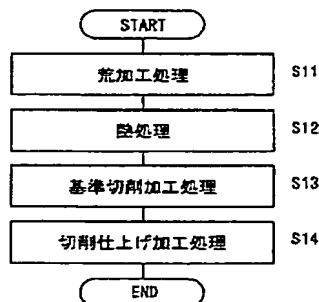 START
荒加工処理 S11
酸処理 S12
基準切削加工処理 S13
切削仕上げ加工処理 S14
END